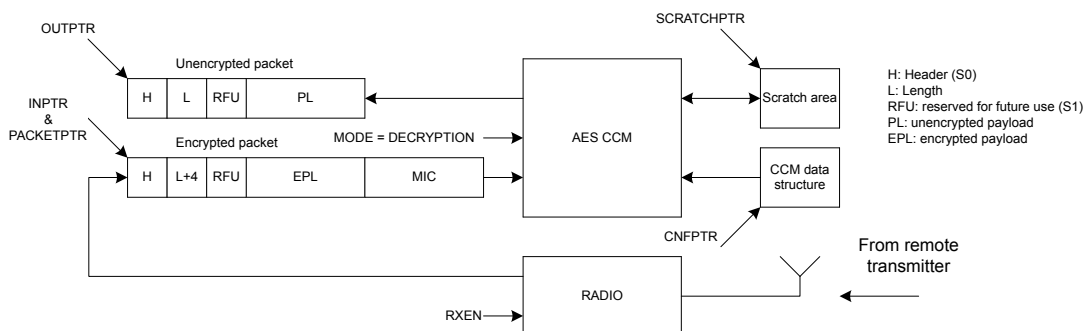 SCRATCHPTR
OUTPTR
Unencrypted packet
H L RFU PL
INPTR
&
PACKETPTR
Encrypted packet
H L+4 RFU EPL MIC
MODE = DECRYPTION
AES CCM
Scratch area
CCM data
structure
CNFPTR
H: Header (S0)
L: Length
RFU: reserved for future use (S1)
PL: unencrypted payload
EPL: encrypted payload
From remote
transmitter
RADIO
RXEN